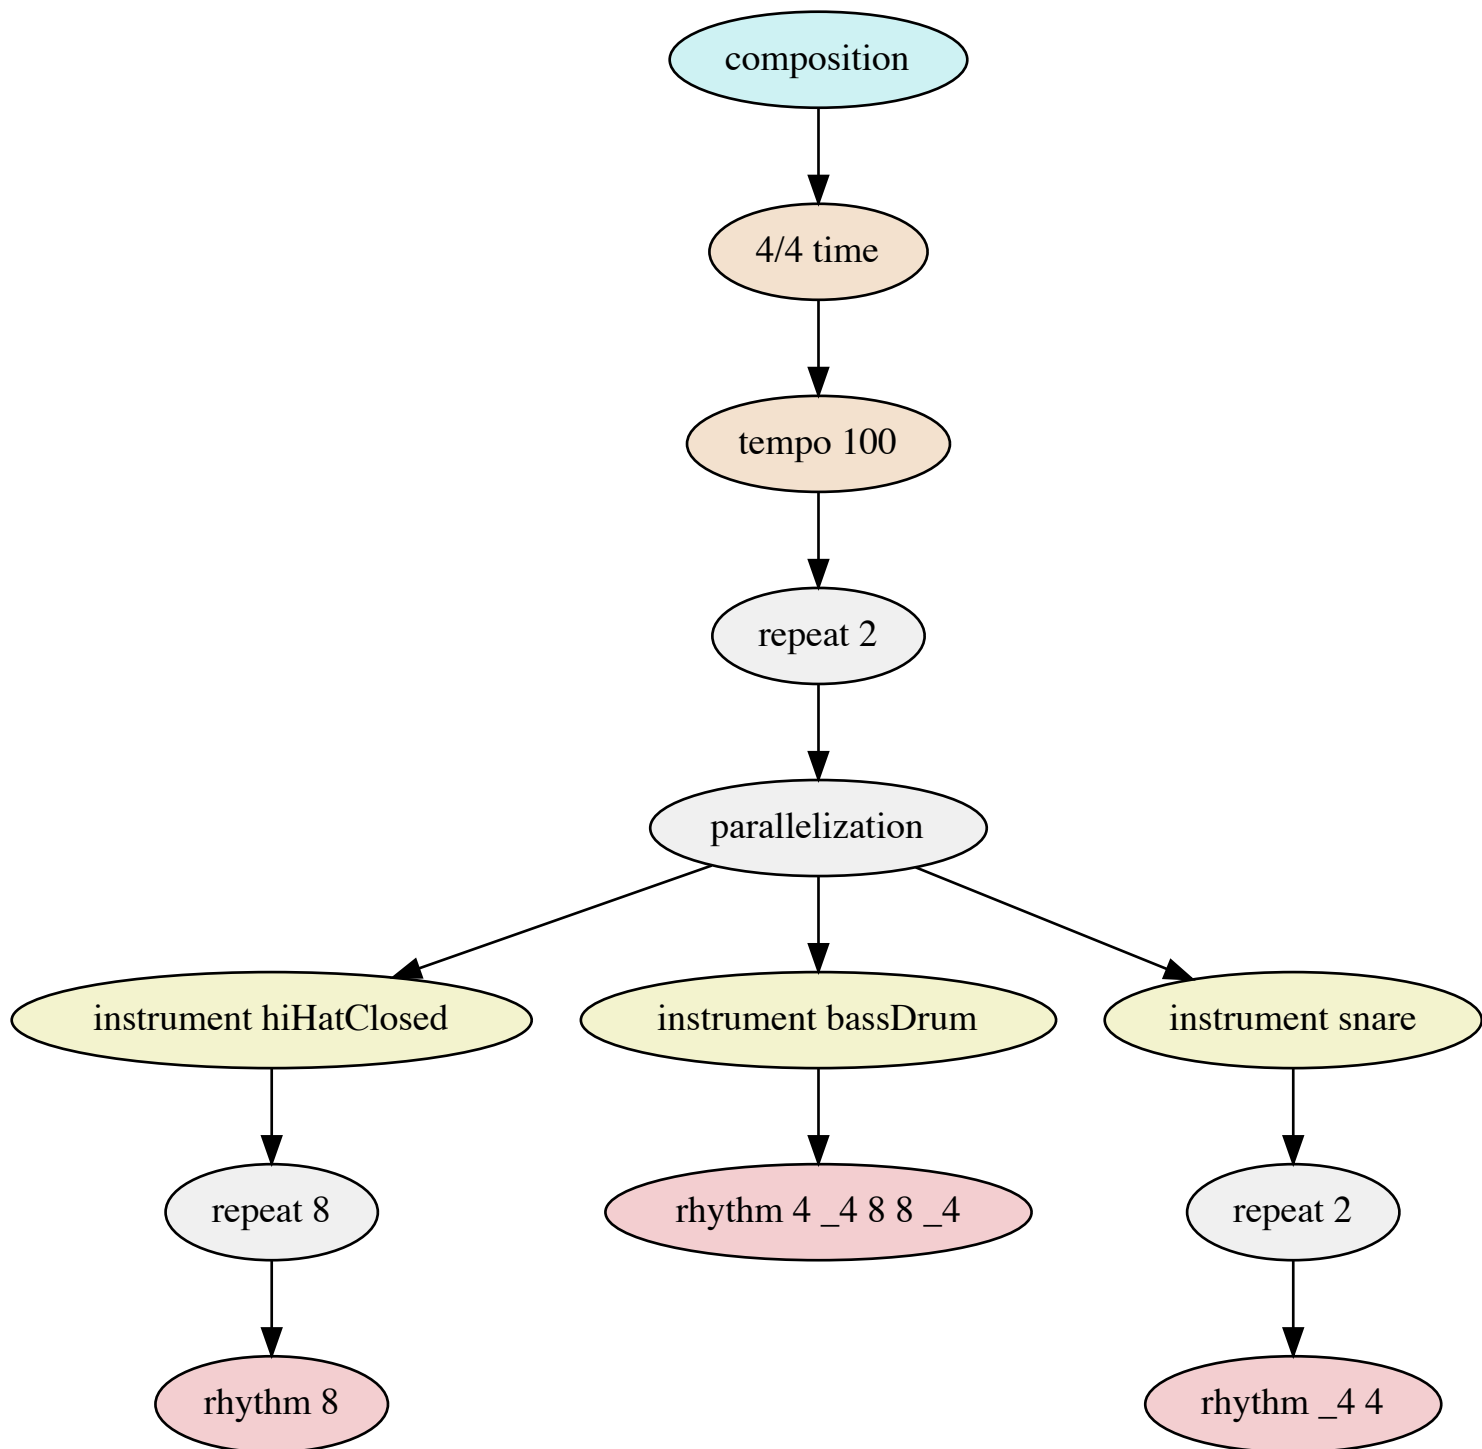 composition
4/4 time
tempo 100
repeat 2
parallelization
instrument hiHatClosed
instrument bassDrum
instrument snare
repeat 8
rhythm 4 _4 8 8 _4
repeat 2
rhythm 8
rhythm _4 4